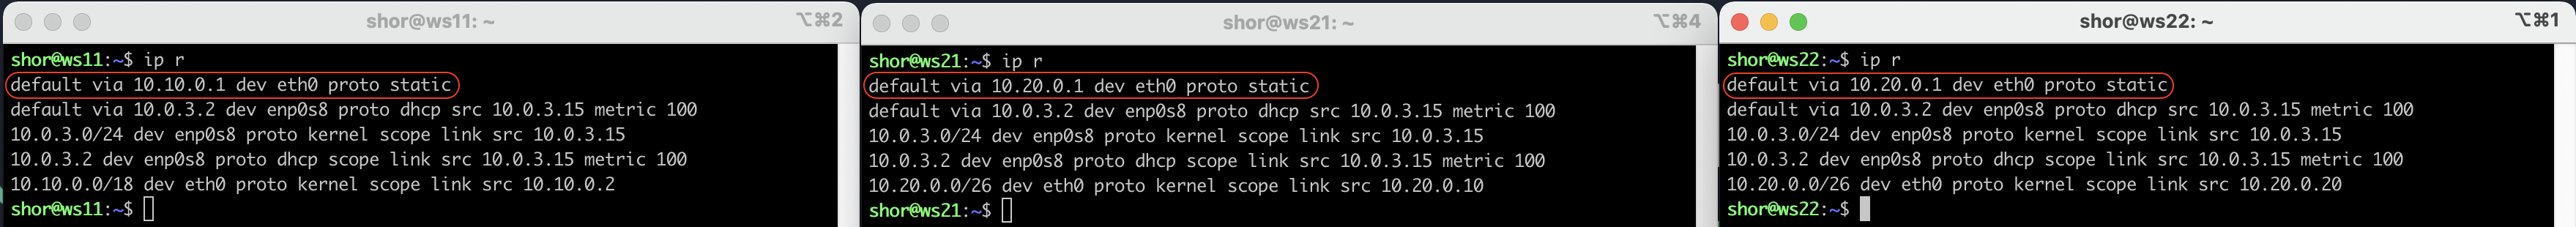 shor@ws11: ~
⌥⌘2
shor@ws11:~$ ip r
default via 10.10.0.1 dev eth0 proto static
default via 10.0.3.2 dev enp0s8 proto dhcp src 10.0.3.15 metric 100
10.0.3.0/24 dev enp0s8 proto kernel scope link src 10.0.3.15
10.0.3.2 dev enp0s8 proto dhcp scope link src 10.0.3.15 metric 100
10.10.0.0/18 dev eth0 proto kernel scope link src 10.10.0.2
shor@ws11:~$
shor@ws21: ~
⌥⌘4
shor@ws21:~$ ip r
default via 10.20.0.1 dev eth0 proto static
default via 10.0.3.2 dev enp0s8 proto dhcp src 10.0.3.15 metric 100
10.0.3.0/24 dev enp0s8 proto kernel scope link src 10.0.3.15
10.0.3.2 dev enp0s8 proto dhcp scope link src 10.0.3.15 metric 100
10.20.0.0/26 dev eth0 proto kernel scope link src 10.20.0.10
shor@ws21:~$
shor@ws22: ~
⌥⌘1
shor@ws22:~$ ip r
default via 10.20.0.1 dev eth0 proto static
default via 10.0.3.2 dev enp0s8 proto dhcp src 10.0.3.15 metric 100
10.0.3.0/24 dev enp0s8 proto kernel scope link src 10.0.3.15
10.0.3.2 dev enp0s8 proto dhcp scope link src 10.0.3.15 metric 100
10.20.0.0/26 dev eth0 proto kernel scope link src 10.20.0.20
shor@ws22:~$